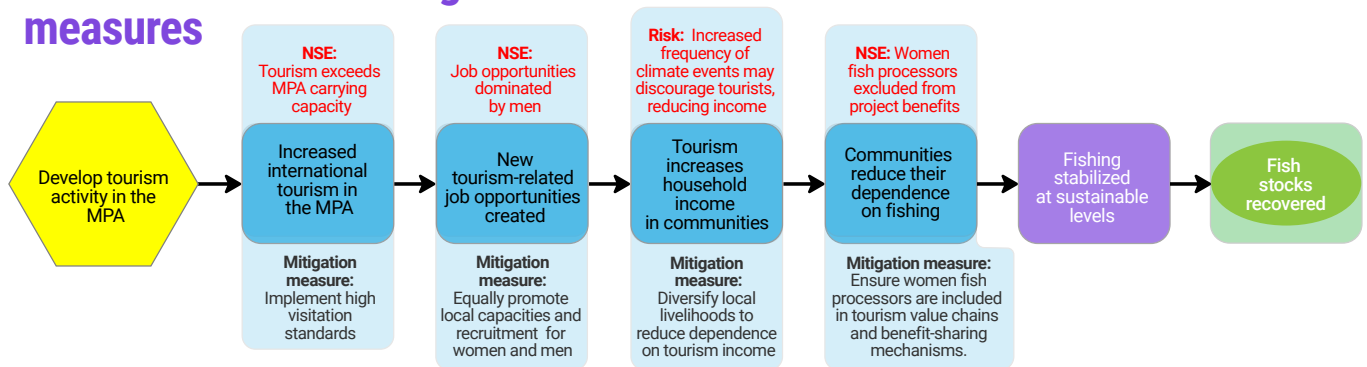 measures
NSE:
Tourism exceeds
MPA carrying
capacity
NSE:
Job opportunities
dominated
by men
Risk: Increased
frequency of
climate events may
discourage tourists,
reducing income
NSE: Women
fish processors
excluded from
project benefits
Develop tourism
activity in the
MPA
Increased
international
tourism in
the MPA
New
tourism-related
job opportunities
created
Tourism
increases
household
income
in communities
Communities
reduce their
dependence
on fishing
Fishing
stabilized
at sustainable
levels
Fish
stocks
recovered
Mitigation
measure:
Implement high
visitation
standards
Mitigation
measure:
Equally promote
local capacities and
recruitment for
women and men
Mitigation
measure:
Diversify local
livelihoods to
reduce dependence
on tourism income
Mitigation measure:
Ensure women fish
processors are included
in tourism value chains
and benefit-sharing
mechanisms.